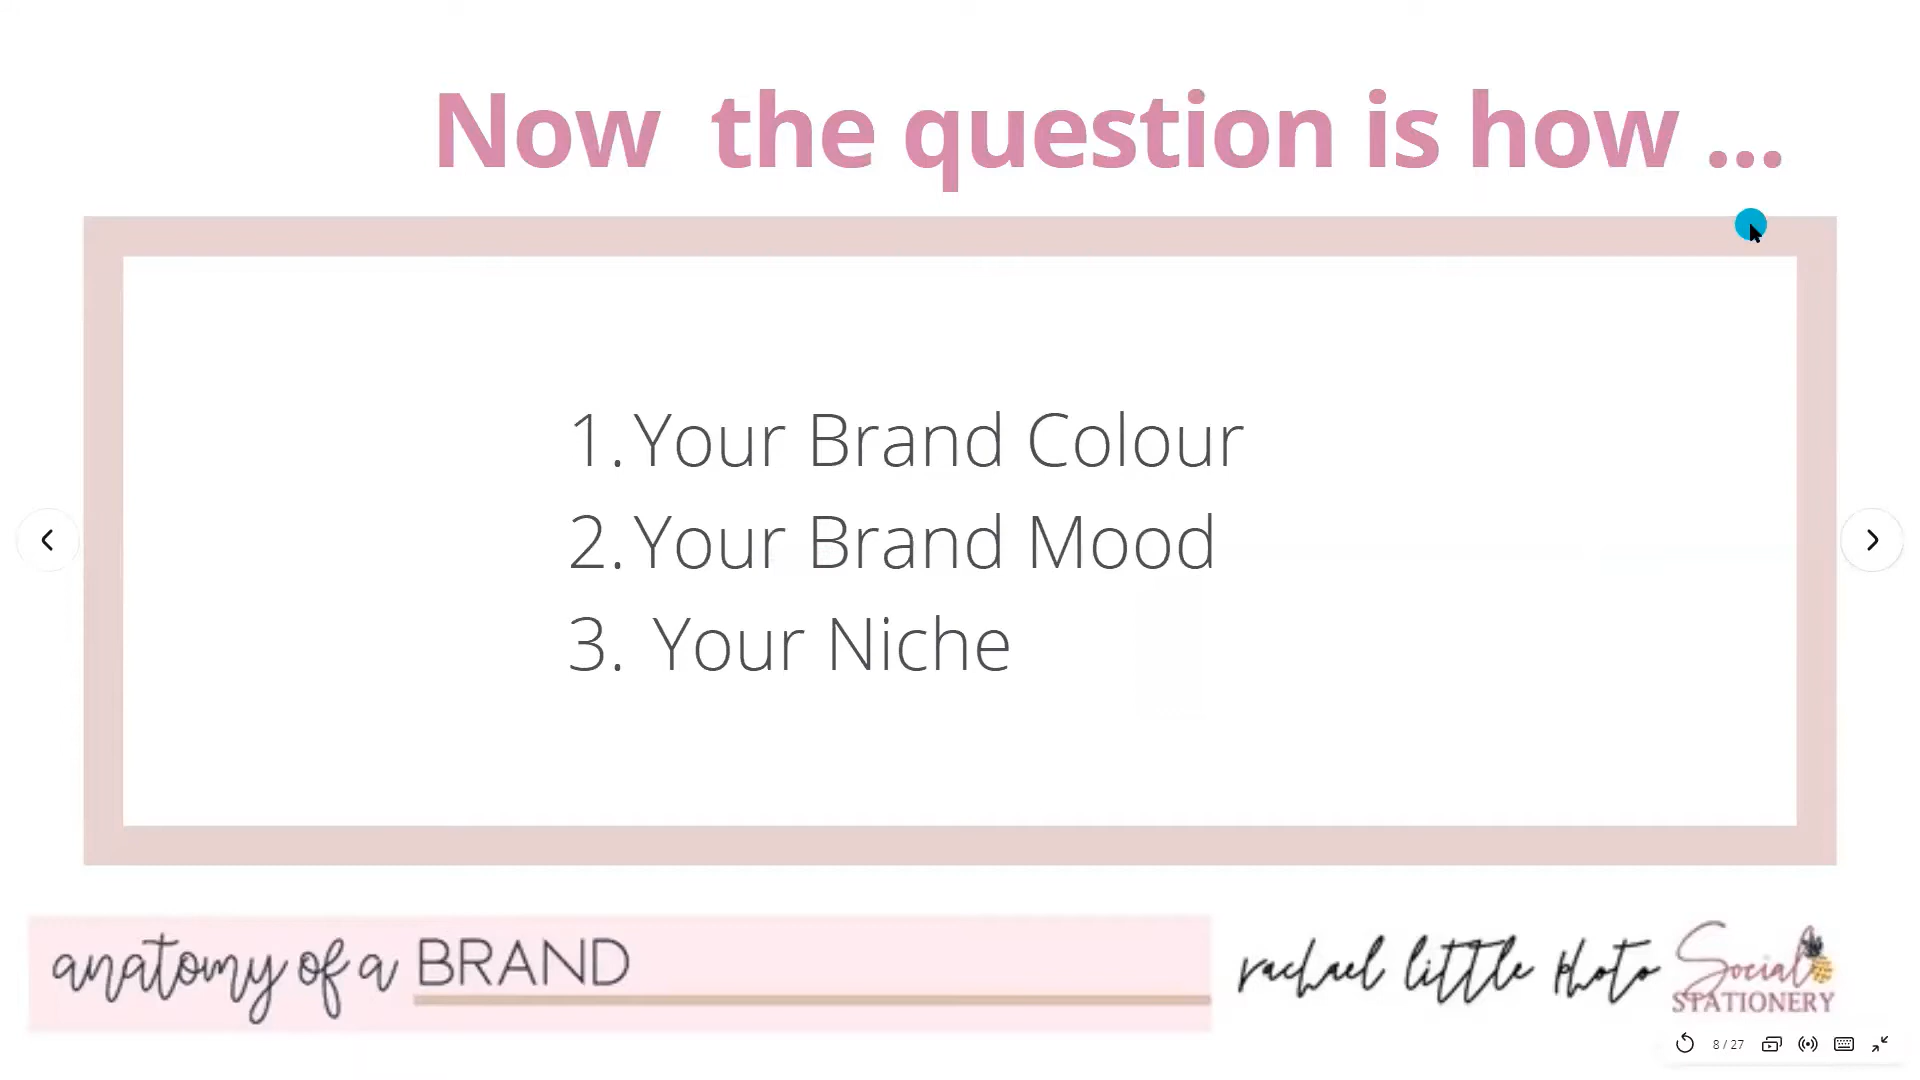 Now the question is how ...
1. Your Brand Colour
2. Your Brand Mood
3. Your Niche
anatomy of a BRAND
rachael little photo
Social
STATIONERY
8 / 27